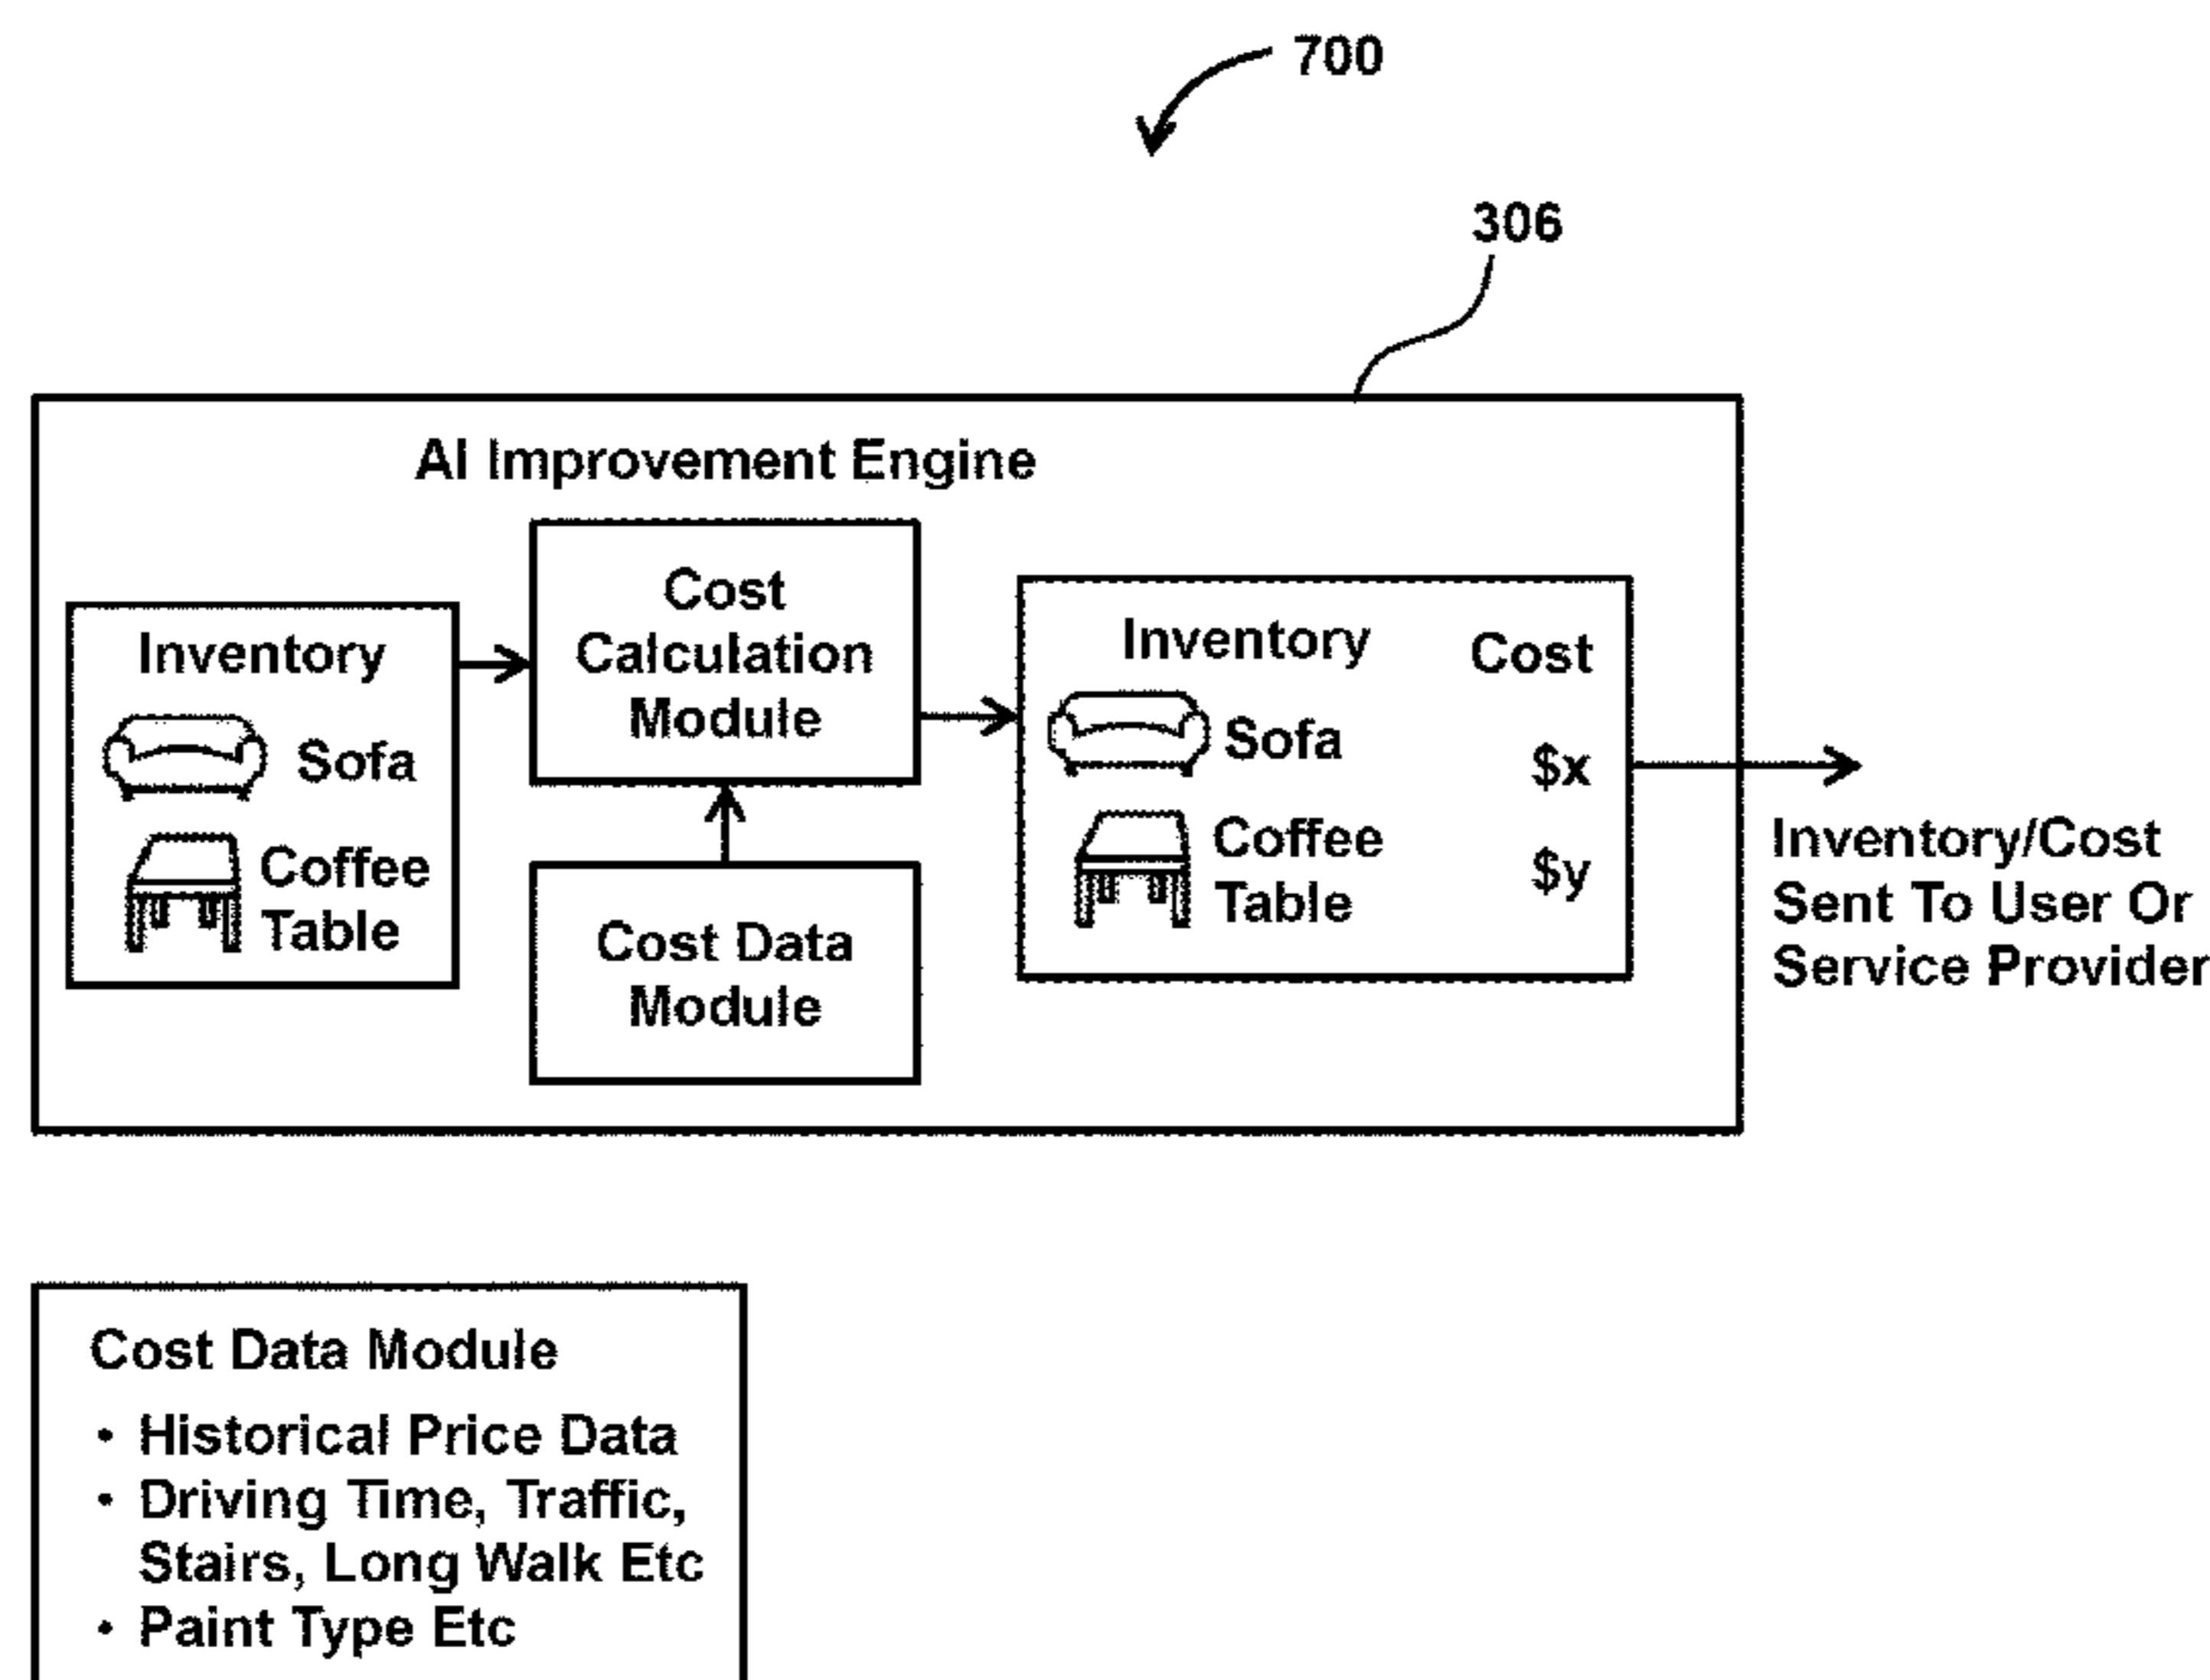 700
306
AI Improvement Engine
Inventory
Sofa
Coffee
Table
Cost
Calculation
Module
Cost Data
Module
Inventory
Cost
Sofa
$x
Coffee
Table
$y
Inventory/Cost
Sent To User Or
Service Provider
Cost Data Module
• Historical Price Data
• Driving Time, Traffic,
Stairs, Long Walk Etc
• Paint Type Etc